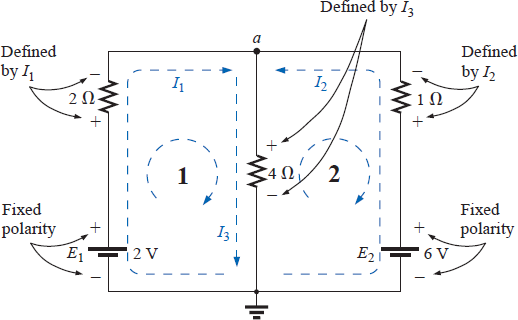 Defined by I3
a
Defined
by I1
Defined
by I2
−
I1
I2
−
2 Ω
1 Ω
+
+
+
1
4 Ω
2
−
Fixed
polarity
Fixed
polarity
+
I3
+
E1
2 V
E2
6 V
−
−